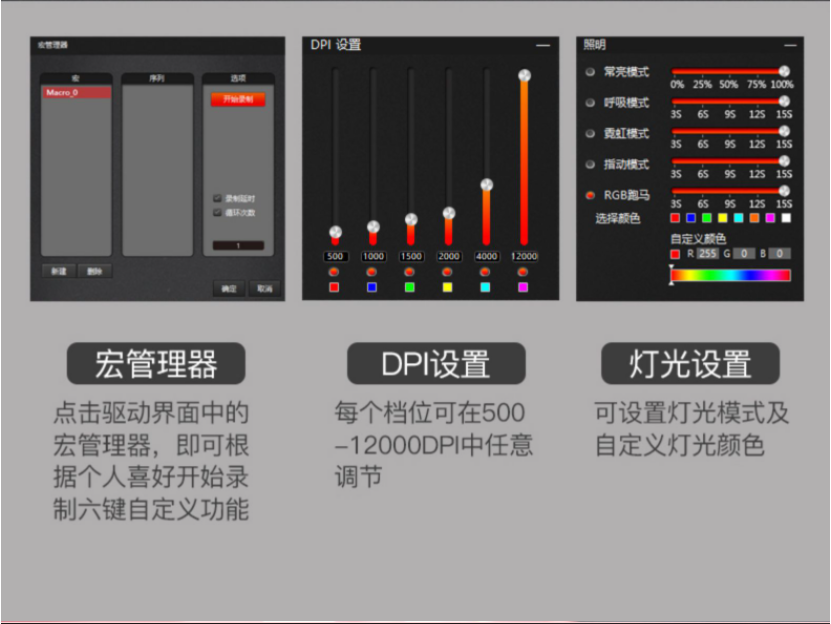 宏管理器
宏
序列
选项
Macro_0
开始录制
录制延时
循环次数
1
新建
删除
确定
取消
DPI 设置
500
1000
1500
2000
4000
12000
照明
常亮模式
0% 25% 50% 75% 100%
呼吸模式
3S 6S 9S 12S 15S
霓虹模式
3S 6S 9S 12S 15S
指动模式
3S 6S 9S 12S 15S
RGB跑马
3S 6S 9S 12S 15S
选择颜色
自定义颜色
R 255 G 0 B 0
宏管理器
点击驱动界面中的
宏管理器，即可根
据个人喜好开始录
制六键自定义功能
DPI设置
每个档位可在500
-12000DPI中任意
调节
灯光设置
可设置灯光模式及
自定义灯光颜色